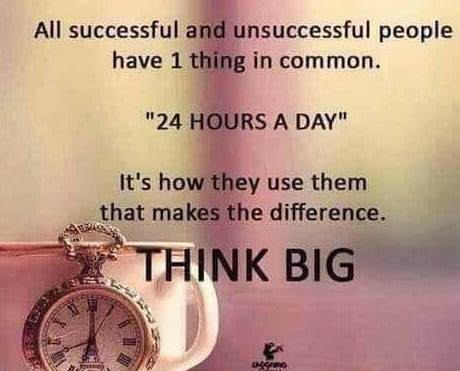 All successful and unsuccessful people
have 1 thing in common.
"24 HOURS A DAY"
It's how they use them
that makes the difference.
THINK BIG